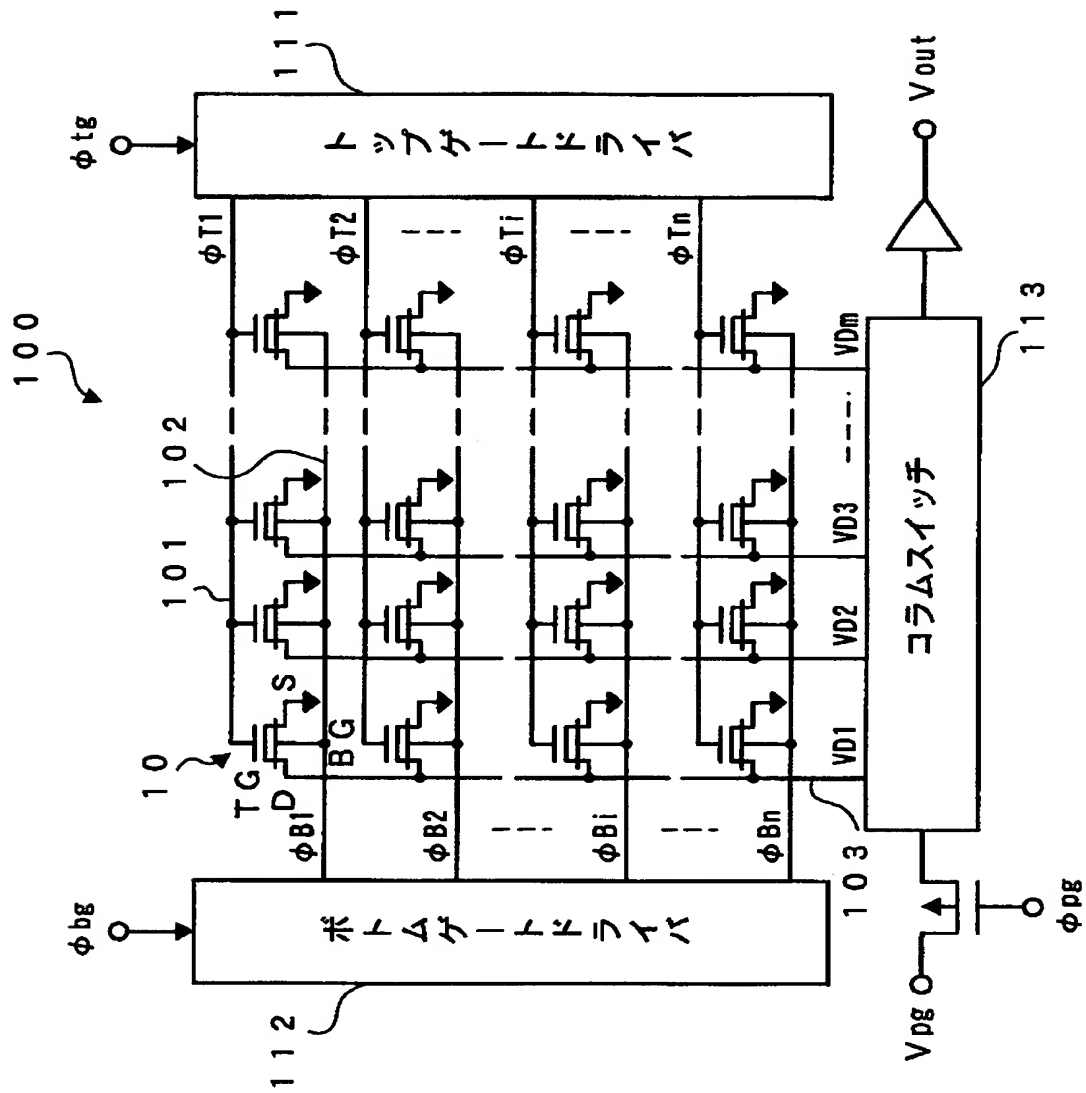 100
φbg
φtg
ボトムゲートドライバ
112
トップゲートドライバ
111
10
101
102
TG
D
S
BG
φT1
φT2
φTi
φTn
φB1
φB2
φBi
φBn
VD1
VD2
VD3
VDm
103
コラムスイッチ
113
Vpg
φpg
Vout